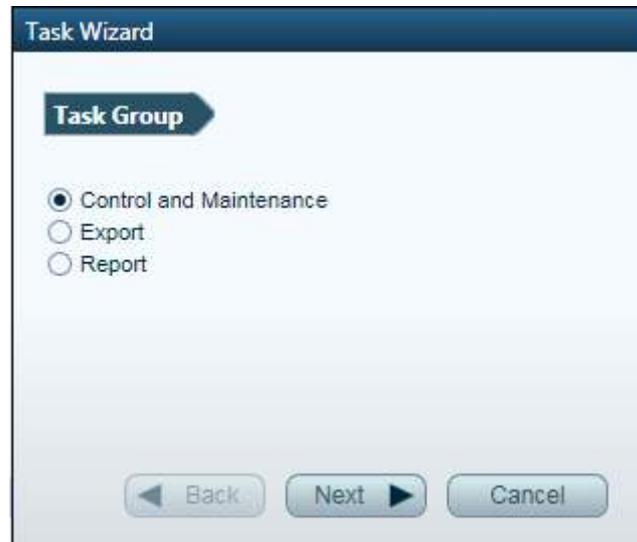 Task Wizard
Task Group
Control and Maintenance
Export
Report
Back Next Cancel